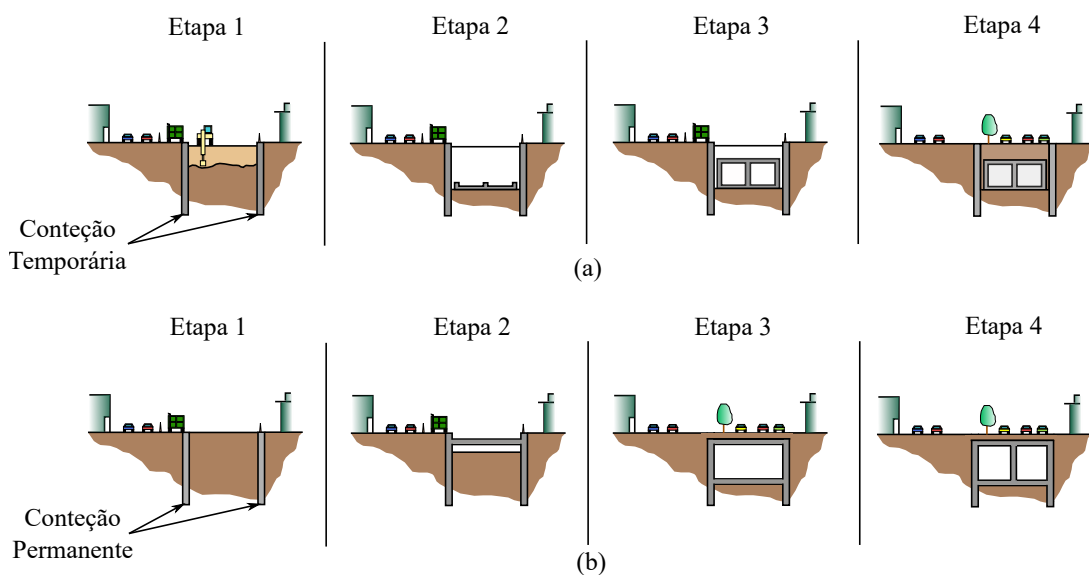 Etapa 1 Etapa 2 Etapa 3 Etapa 4
Conteção
Temporária
(a)
Etapa 1 Etapa 2 Etapa 3 Etapa 4
Conteção
Permanente
(b)